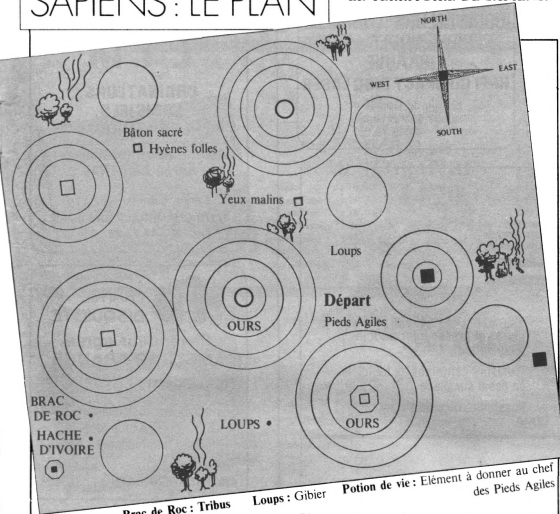 SAPIENS : LE PLAN
NORTH
WEST
EAST
SOUTH
Bâton sacré
Hyènes folles
Yeux malins
Loups
Départ
Pieds Agiles
OURS
OURS
BRAC
DE ROC
HACHE
D'IVOIRE
LOUPS
Brac de Roc : Tribus
Loups : Gibier
Potion de vie : Elément à donner au chef
des Pieds Agiles